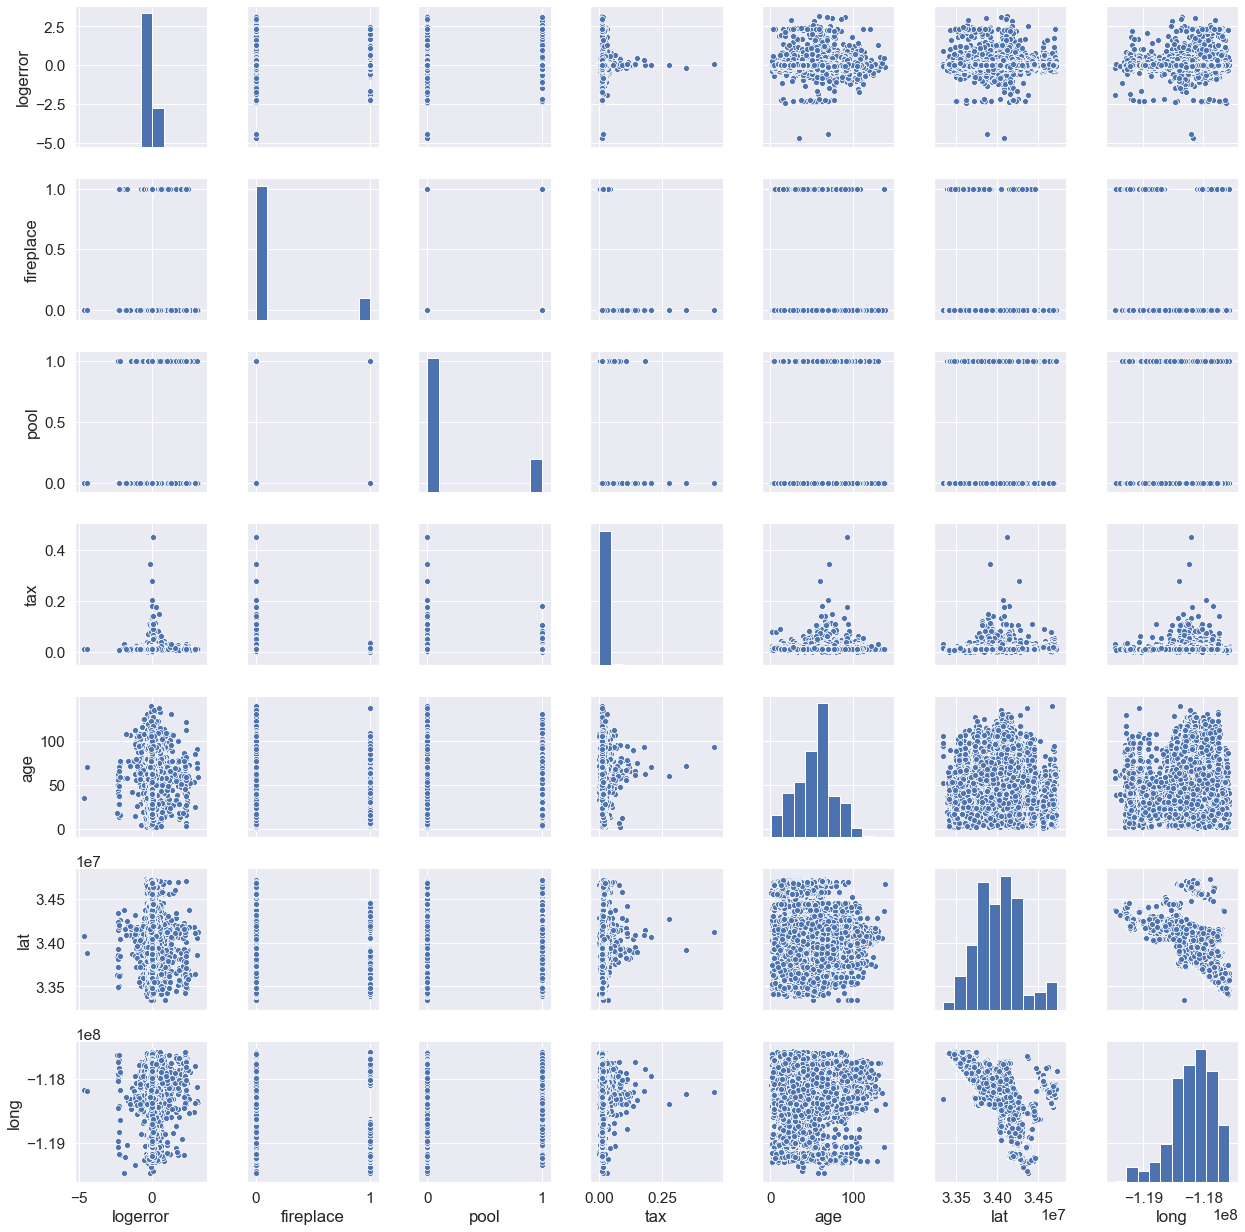 2.5
0.0
−2.5
−5.0
logerror
1.0
0.5
0.0
fireplace
1.0
0.5
0.0
pool
0.4
0.2
0.0
tax
100
50
0
age
1e7
3.45
3.40
3.35
lat
1e8
−1.18
−1.19
long
−5 0 0 1 0 1 0.00 0.25 0 100 3.35 3.40 3.45 −1.19 −1.18
1e7 1e8
logerror fireplace pool tax age lat long